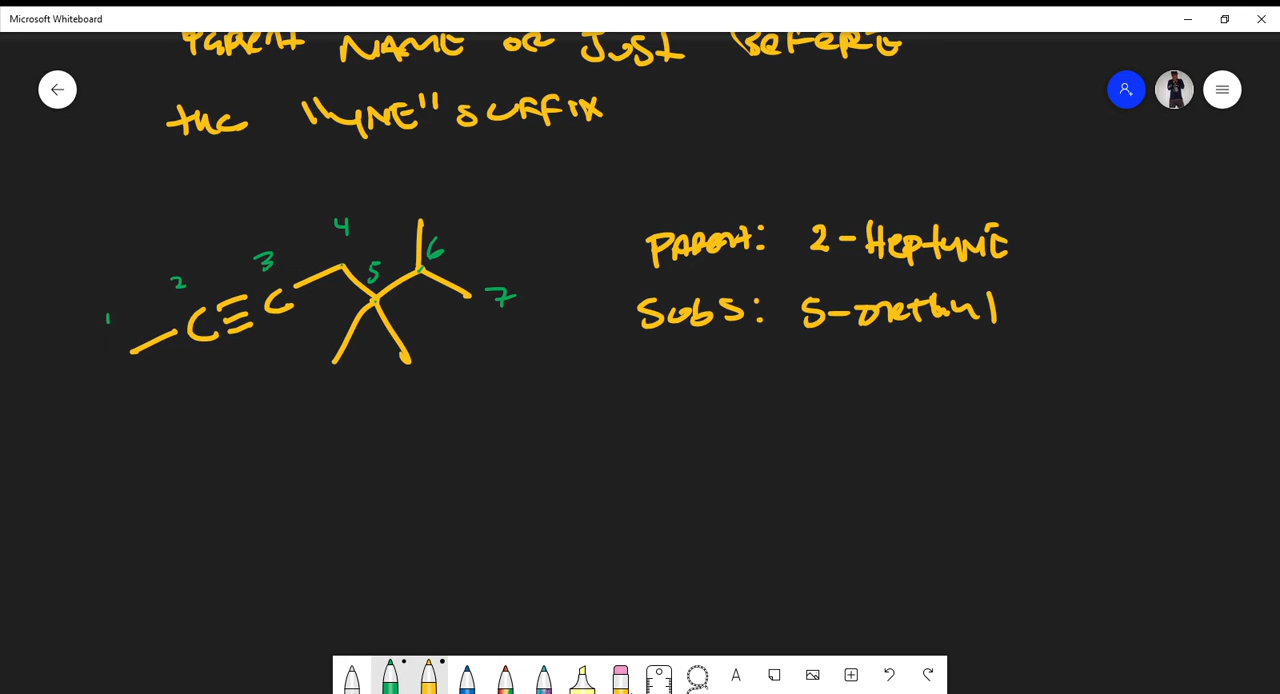 Microsoft Whiteboard
PARENT NAME OR JUST BEFORE
the "YNE" suffix
1 2 C≡C 3 4 5 6 7
PARENT: 2-HeptyNE
SubS: 5-methyl
A